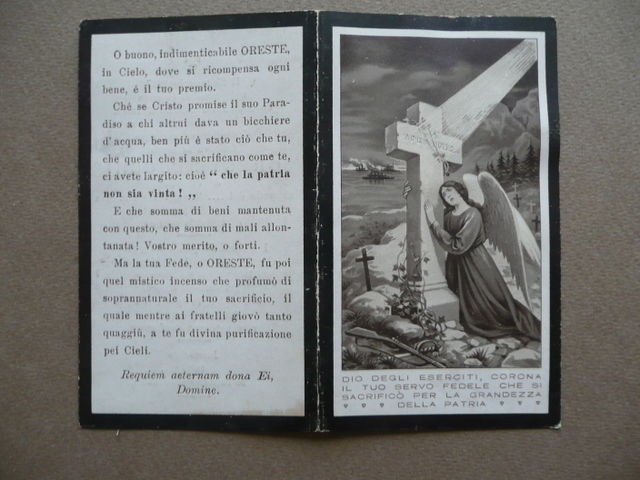 O buono, indimenticabile ORESTE,
in Cielo, dove si ricompensa ogni
bene, é il tuo premio.
Ché se Cristo promise il suo Para-
diso a chi altrui dava un bicchiere
d'acqua, ben più è stato ciò che tu,
che quelli che si sacrificano come te,
ci avete largito: cioè “ che la patria
non sia vinta ! „
E che somma di beni mantenuta
con questo, che somma di mali allon-
tanata ! Vostro merito, o forti.
Ma la tua Fede, o ORESTE, fu poi
quel mistico incenso che profumò di
soprannaturale il tuo sacrificio, il
quale mentre ai fratelli giovò tanto
quaggiù, a te fu divina purificazione
pei Cieli.
Requiem aeternam dona Ei,
Domine.
DIO DEGLI ESERCITI, CORONA
IL TUO SERVO FEDELE CHE SI
SACRIFICÒ PER LA GRANDEZZA
DELLA PATRIA